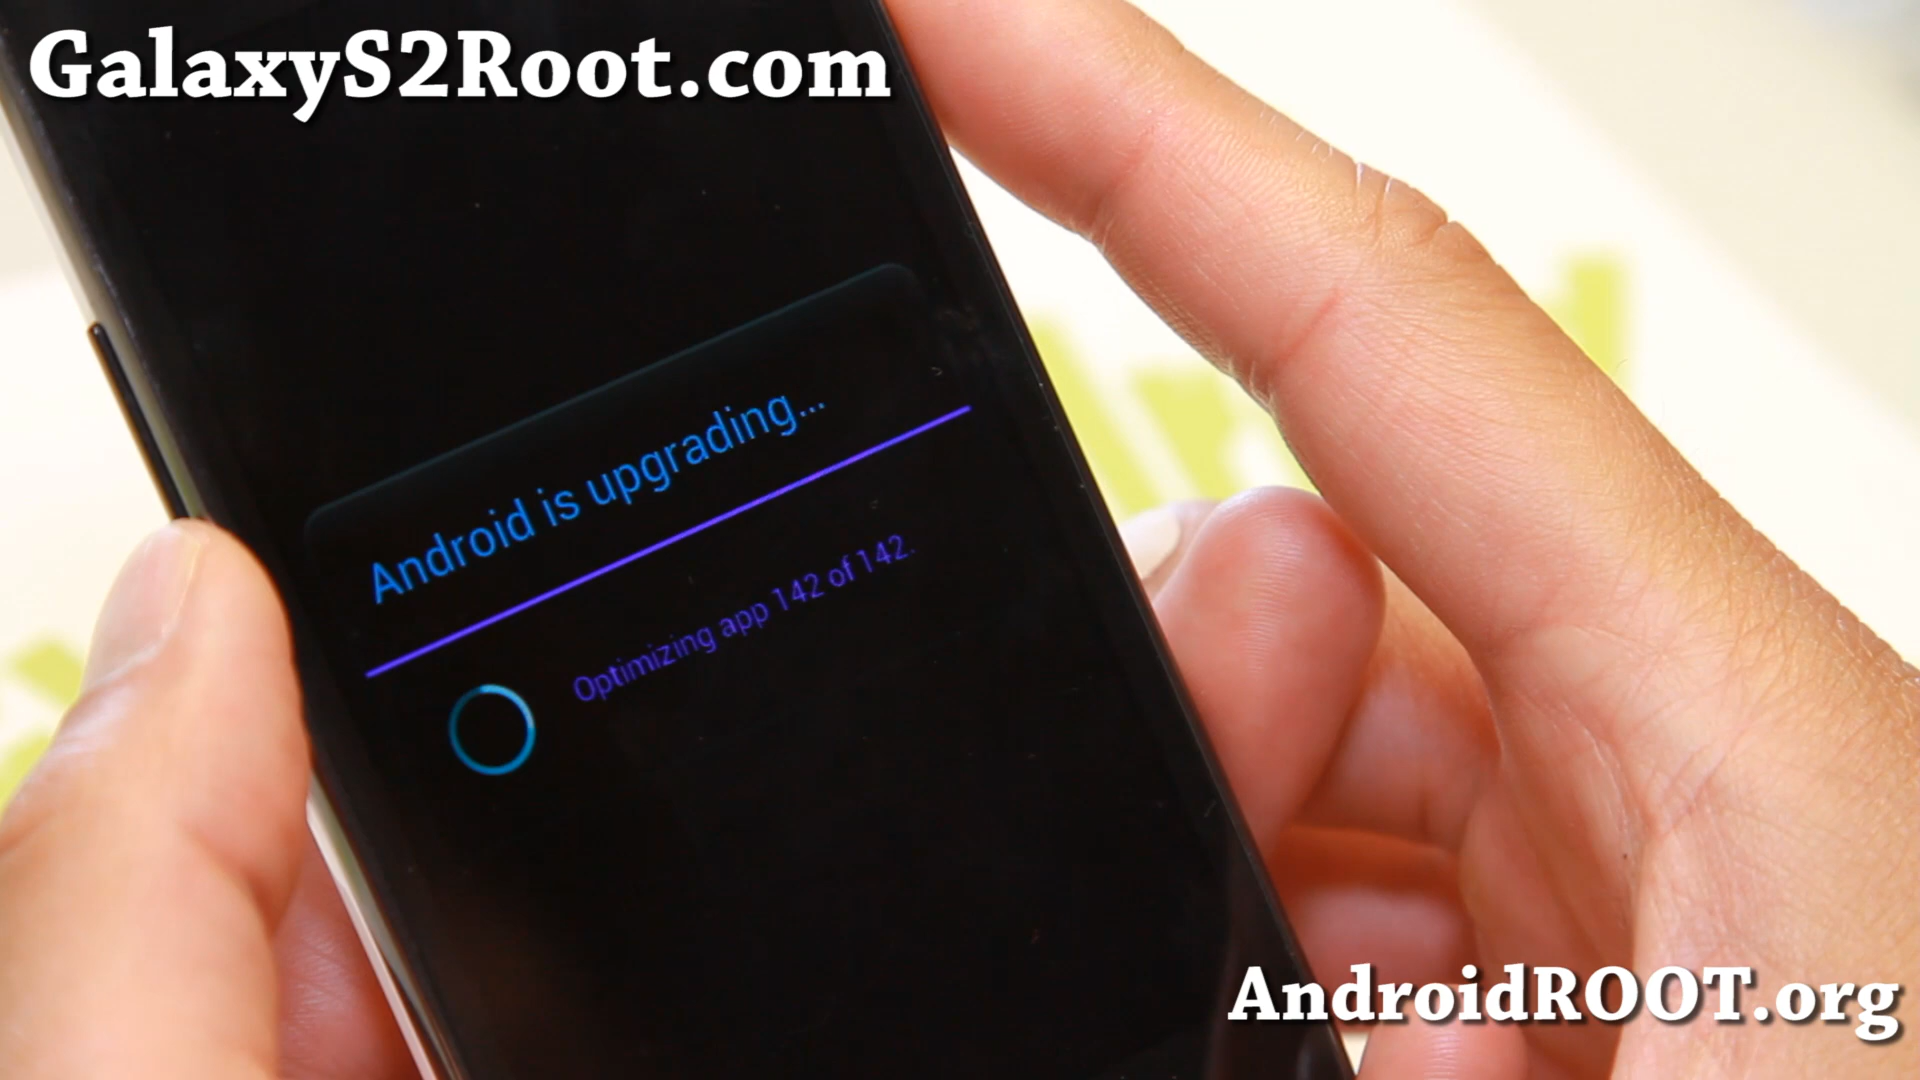 GalaxyS2Root.com
Android is upgrading...
Optimizing app 142 of 142.
AndroidROOT.org